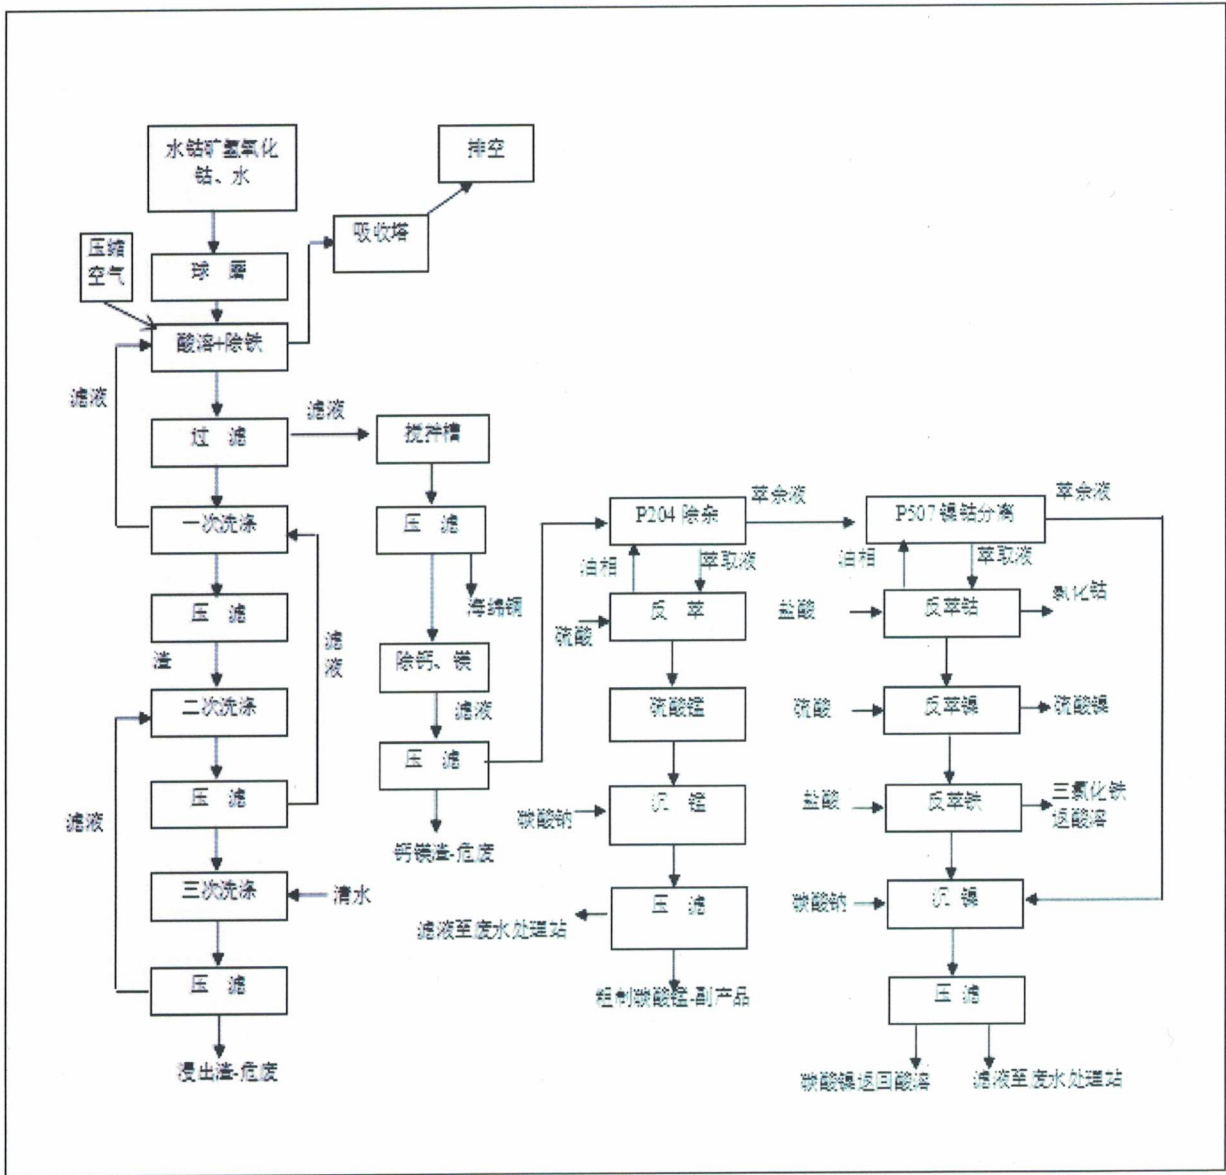 水钴矿氢氧化
钴、水
排空
吸收塔
压缩
空气
球 磨
酸溶+除铁
滤液
过 滤
滤液
搅拌槽
一次洗涤
压 滤
海绵铜
压 滤
渣
滤
液
除钙、镁
滤液
二次洗涤
压 滤
钙镁渣-危废
压 滤
滤液
三次洗涤
清水
压 滤
浸出渣-危废
P204 除杂
萃余液
油相
萃取液
硫酸
反 萃
硫酸锰
碳酸钠
沉 锰
压 滤
滤液至废水处理站
粗制碳酸锰-副产品
P507 镍钴分离
萃余液
油相
萃取液
盐酸
反萃钴
氯化钴
硫酸
反萃镍
硫酸镍
盐酸
反萃铁
三氯化铁
返酸溶
碳酸钠
沉 镍
压 滤
碳酸镍返回酸溶
滤液至废水处理站